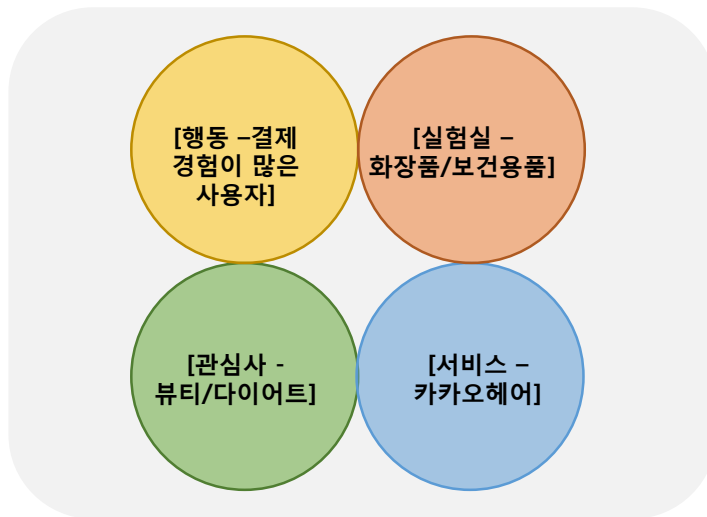 [행동 –결제
경험이 많은
사용자]
[실험실 –
화장품/보건용품]
[관심사 -
뷰티/다이어트]
[서비스 –
카카오헤어]